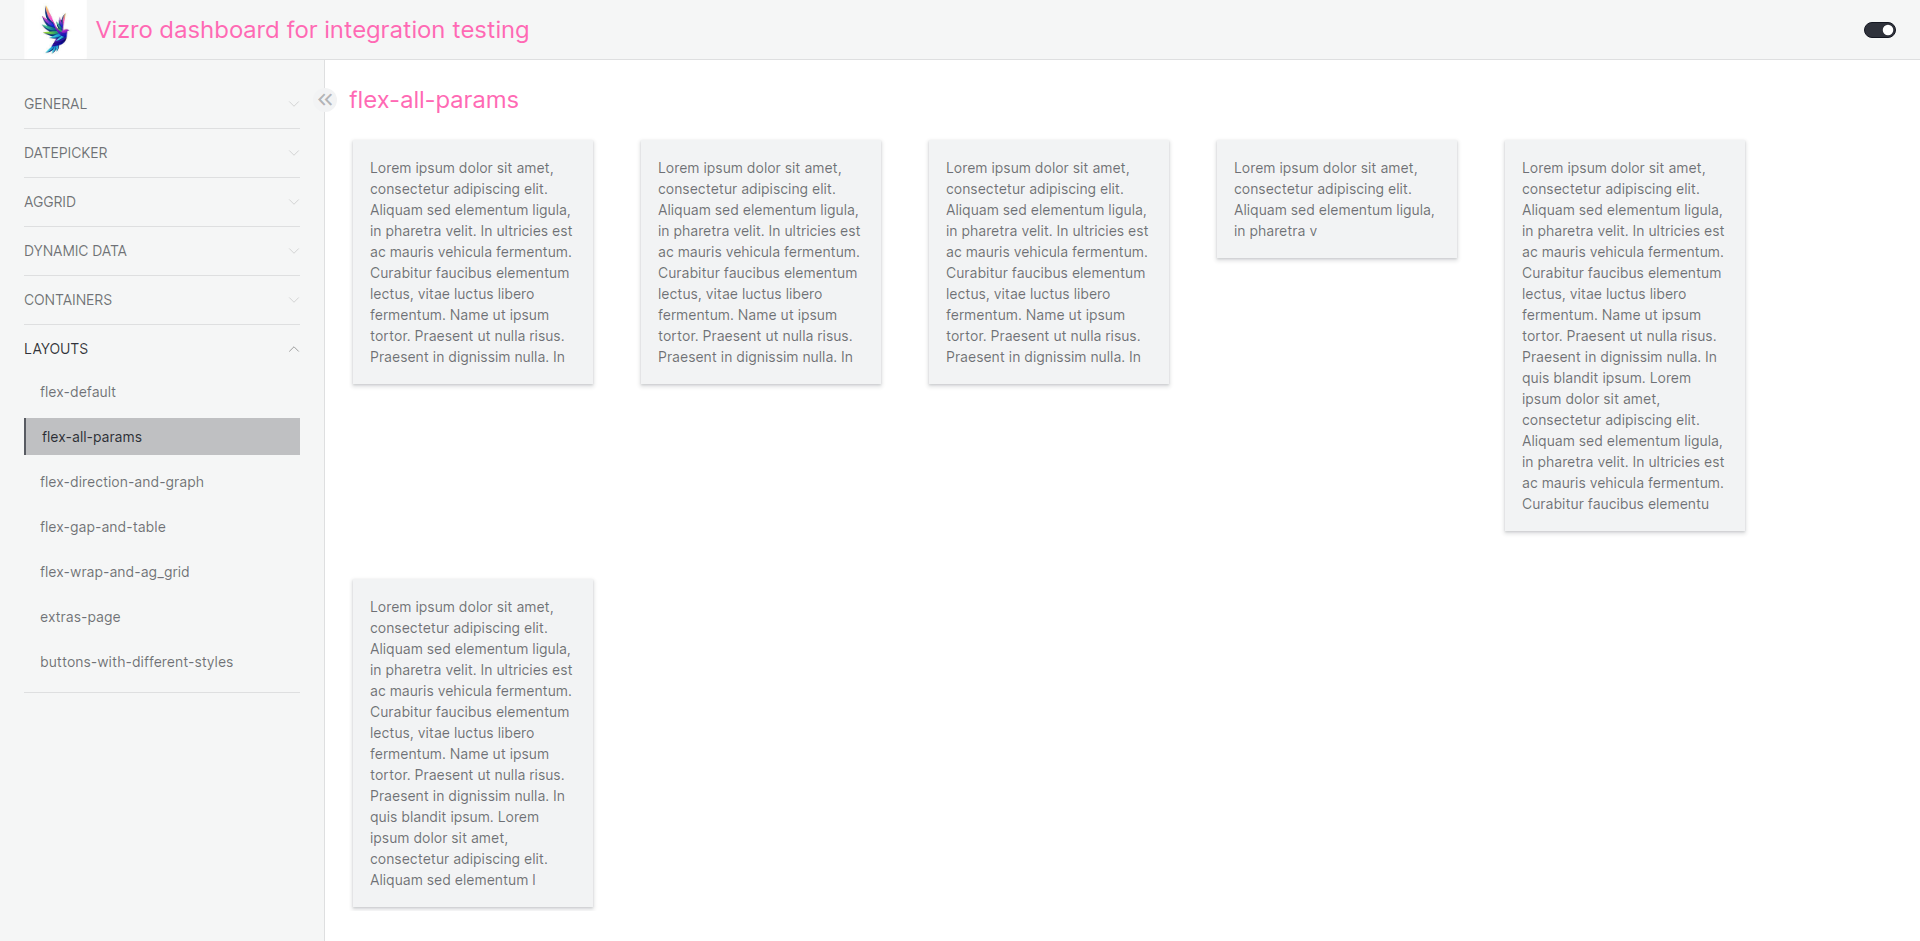 Vizro dashboard for integration testing
GENERAL
DATEPICKER
AGGRID
DYNAMIC DATA
CONTAINERS
LAYOUTS
flex-default
flex-all-params
flex-direction-and-graph
flex-gap-and-table
flex-wrap-and-ag_grid
extras-page
buttons-with-different-styles
flex-all-params
Lorem ipsum dolor sit amet,
consectetur adipiscing elit.
Aliquam sed elementum ligula,
in pharetra velit. In ultricies est
ac mauris vehicula fermentum.
Curabitur faucibus elementum
lectus, vitae luctus libero
fermentum. Name ut ipsum
tortor. Praesent ut nulla risus.
Praesent in dignissim nulla. In
Lorem ipsum dolor sit amet,
consectetur adipiscing elit.
Aliquam sed elementum ligula,
in pharetra velit. In ultricies est
ac mauris vehicula fermentum.
Curabitur faucibus elementum
lectus, vitae luctus libero
fermentum. Name ut ipsum
tortor. Praesent ut nulla risus.
Praesent in dignissim nulla. In
Lorem ipsum dolor sit amet,
consectetur adipiscing elit.
Aliquam sed elementum ligula,
in pharetra velit. In ultricies est
ac mauris vehicula fermentum.
Curabitur faucibus elementum
lectus, vitae luctus libero
fermentum. Name ut ipsum
tortor. Praesent ut nulla risus.
Praesent in dignissim nulla. In
Lorem ipsum dolor sit amet,
consectetur adipiscing elit.
Aliquam sed elementum ligula,
in pharetra v
Lorem ipsum dolor sit amet,
consectetur adipiscing elit.
Aliquam sed elementum ligula,
in pharetra velit. In ultricies est
ac mauris vehicula fermentum.
Curabitur faucibus elementum
lectus, vitae luctus libero
fermentum. Name ut ipsum
tortor. Praesent ut nulla risus.
Praesent in dignissim nulla. In
quis blandit ipsum. Lorem
ipsum dolor sit amet,
consectetur adipiscing elit.
Aliquam sed elementum ligula,
in pharetra velit. In ultricies est
ac mauris vehicula fermentum.
Curabitur faucibus elementu
Lorem ipsum dolor sit amet,
consectetur adipiscing elit.
Aliquam sed elementum ligula,
in pharetra velit. In ultricies est
ac mauris vehicula fermentum.
Curabitur faucibus elementum
lectus, vitae luctus libero
fermentum. Name ut ipsum
tortor. Praesent ut nulla risus.
Praesent in dignissim nulla. In
quis blandit ipsum. Lorem
ipsum dolor sit amet,
consectetur adipiscing elit.
Aliquam sed elementum l